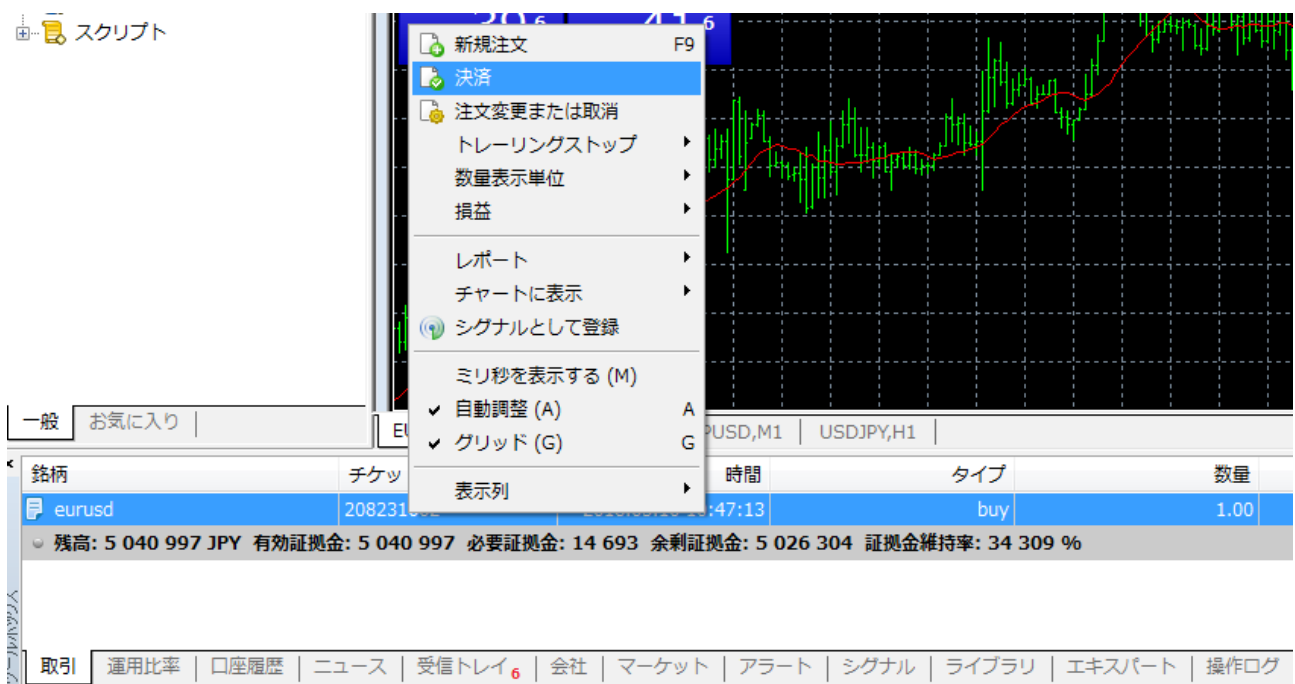 スクリプト
6
6
新規注文 F9
決済
注文変更または取消
トレーリングストップ
数量表示単位
損益
レポート
チャートに表示
シグナルとして登録
ミリ秒を表示する (M)
自動調整 (A) A
グリッド (G) G
表示列
一般 お気に入り
PUSD,M1 USDJPY,H1
銘柄 チケッ 時間 タイプ 数量
eurusd :47:13 buy 1.00
残高: 5 040 997 JPY 有効証拠金: 5 040 997 必要証拠金: 14 693 余剰証拠金: 5 026 304 証拠金維持率: 34 309 %
取引 運用比率 口座履歴 ニュース 受信トレイ 6 会社 マーケット アラート シグナル ライブラリ エキスパート 操作ログ